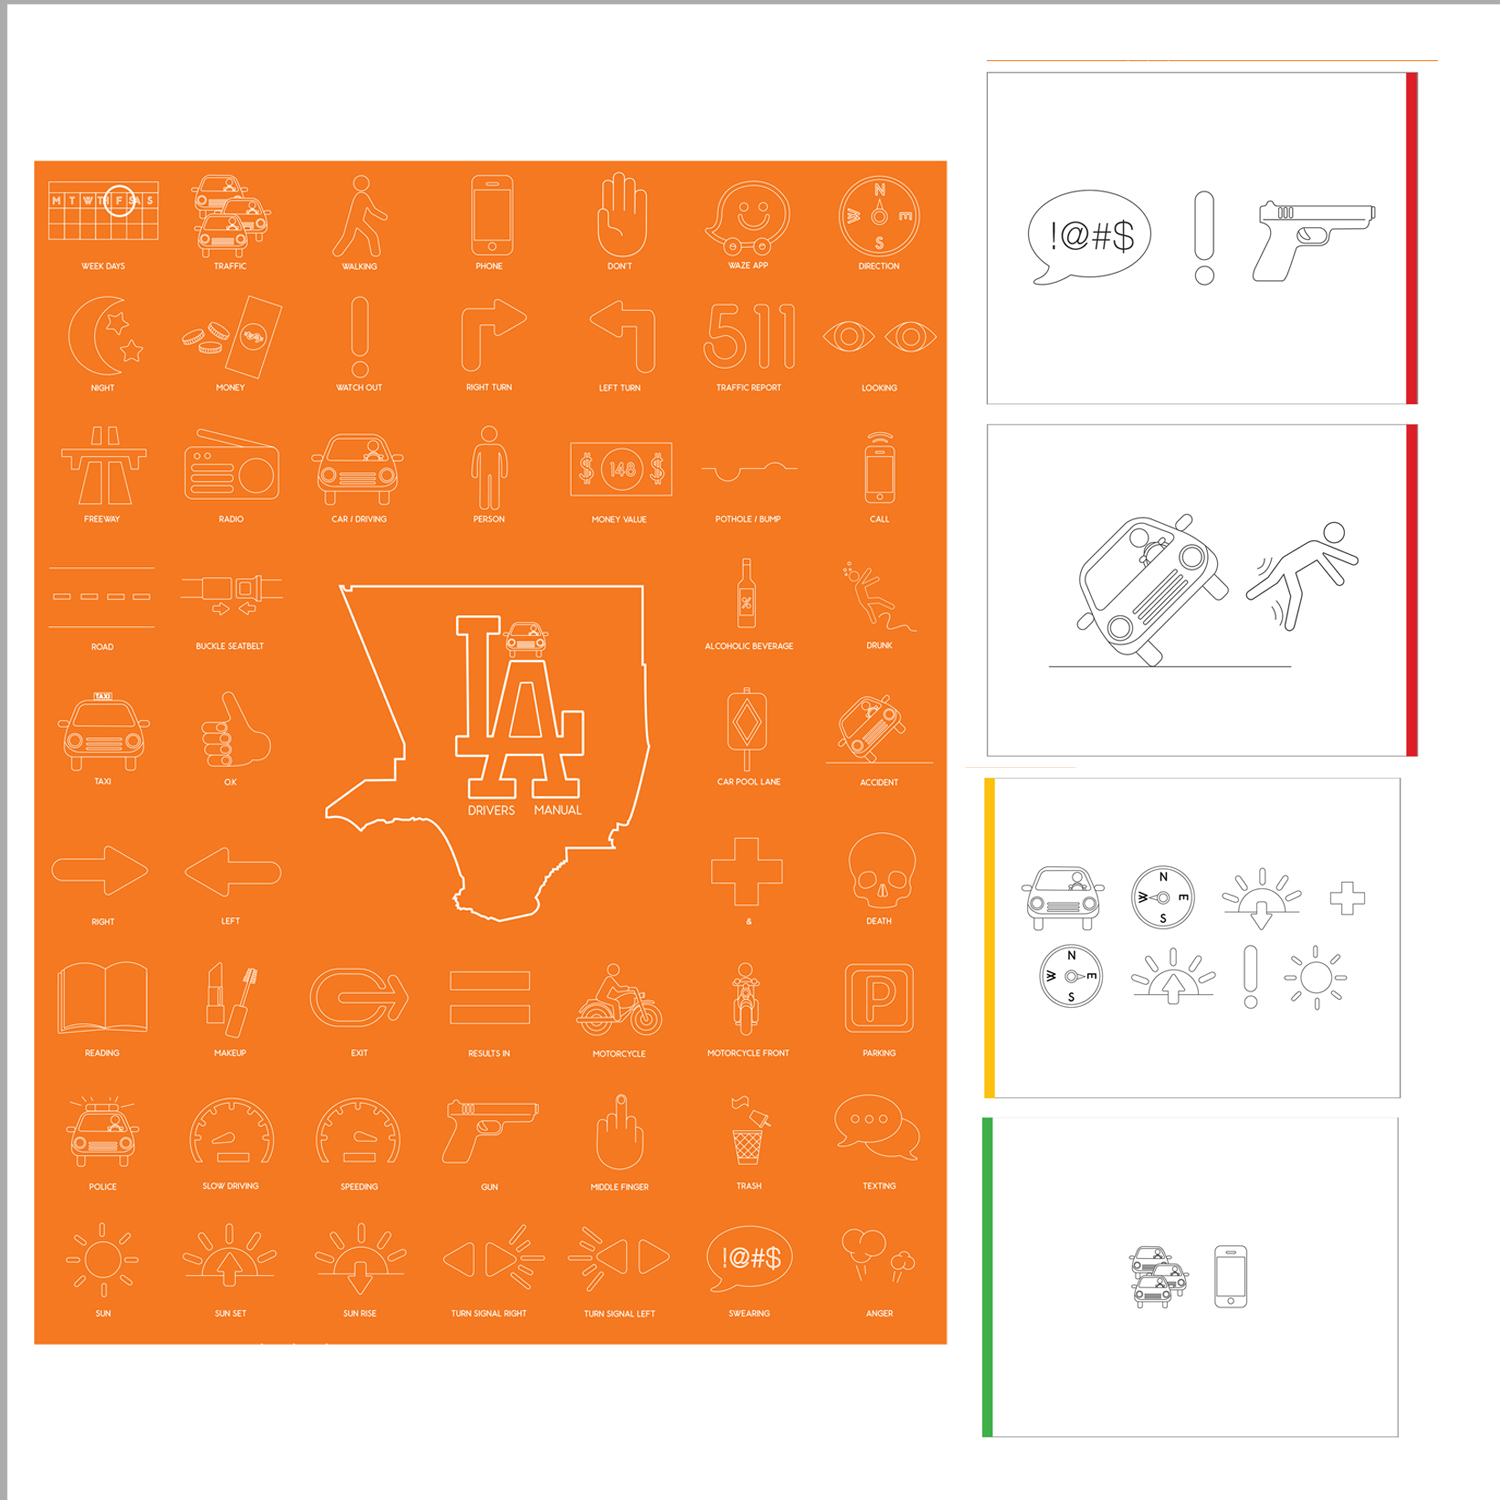 M T W TH F SA S
WEEK DAYS
TRAFFIC
WALKING
PHONE
DON'T
WAZE APP
N
W E
S
DIRECTION
NIGHT
MONEY
WATCH OUT
RIGHT TURN
LEFT TURN
511
TRAFFIC REPORT
LOOKING
FREEWAY
RADIO
CAR / DRIVING
PERSON
$ 148 $
MONEY VALUE
POTHOLE / BUMP
CALL
ROAD
BUCKLE SEATBELT
ALCOHOLIC BEVERAGE
DRUNK
TAXI
TAXI
O.K
LA
DRIVERS MANUAL
CAR POOL LANE
ACCIDENT
RIGHT
LEFT
&
DEATH
READING
MAKEUP
EXIT
RESULTS IN
MOTORCYCLE
MOTORCYCLE FRONT
P
PARKING
POLICE
SLOW DRIVING
SPEEDING
GUN
MIDDLE FINGER
TRASH
TEXTING
SUN
SUN SET
SUN RISE
TURN SIGNAL RIGHT
TURN SIGNAL LEFT
!@#$
SWEARING
ANGER
!@#$
N
W E
S
N
W E
S